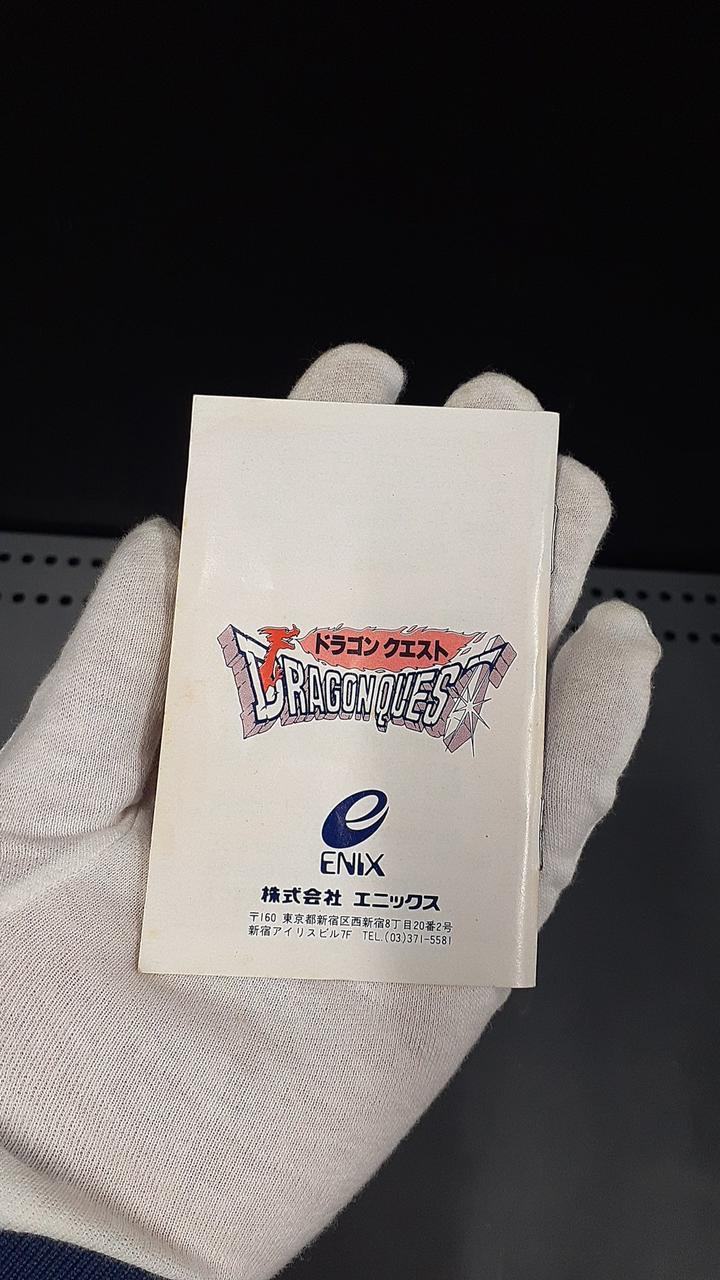 ドラゴン クエスト
DRAGON QUEST
ENIX
株式会社 エニックス
〒160 東京都新宿区西新宿8丁目20番2号
新宿アイリスビル7F TEL.(03)371-5581